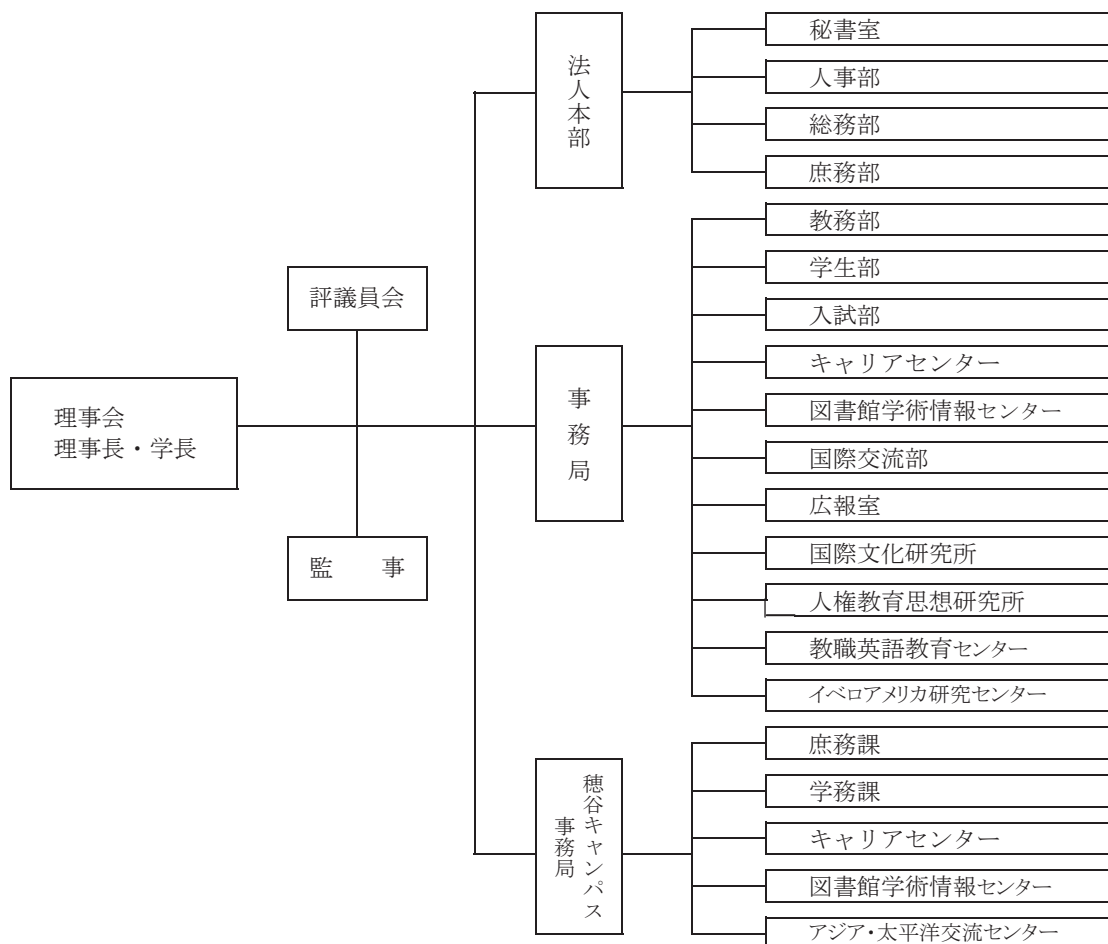 理事会
理事長・学長
評議員会
監　　事
法人本部
秘書室
人事部
総務部
庶務部
事務局
教務部
学生部
入試部
キャリアセンター
図書館学術情報センター
国際交流部
広報室
国際文化研究所
人権教育思想研究所
教職英語教育センター
イベロアメリカ研究センター
穂谷キャンパス
事務局
庶務課
学務課
キャリアセンター
図書館学術情報センター
アジア・太平洋交流センター